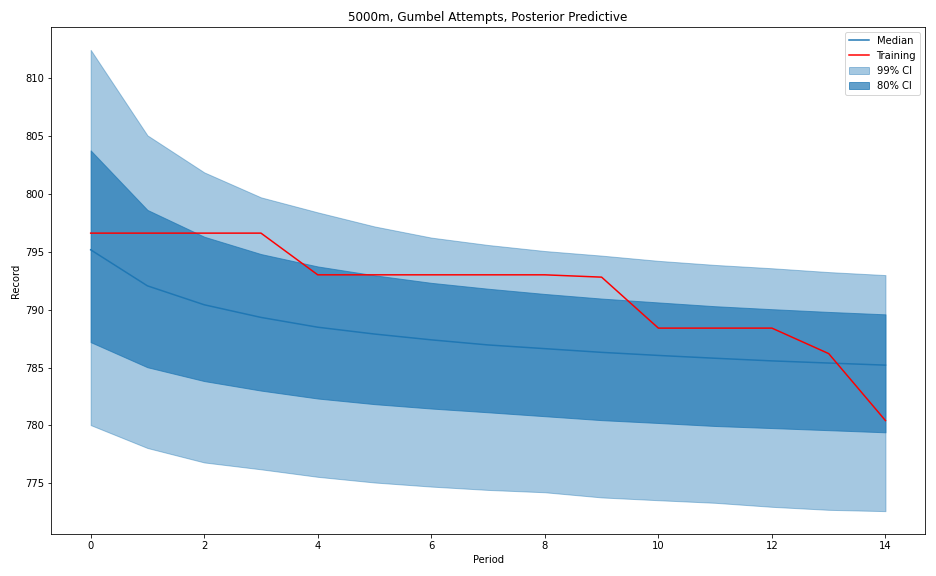 5000m, Gumbel Attempts, Posterior Predictive
Median
Training
99% CI
80% CI
810
805
800
795
790
785
780
775
Record
0 2 4 6 8 10 12 14
Period